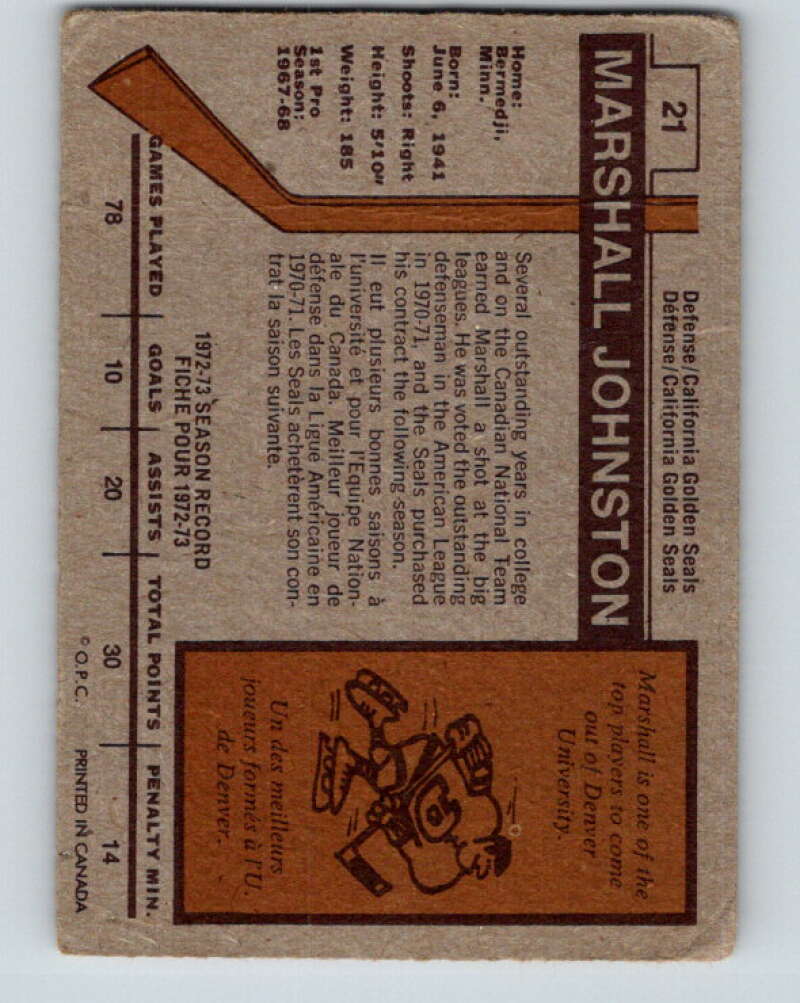 21
Defense/California Golden Seals
Défense/California Golden Seals
MARSHALL JOHNSTON
Home:
Bermedji,
Minn.
Born:
June 6, 1941
Shoots: Right
Height: 5'10"
Weight: 185
1st Pro
Season:
1967-68
Several outstanding years in college
and on the Canadian National Team
earned Marshall a shot at the big
leagues. He was voted the outstanding
defenseman in the American League
in 1970-71, and the Seals purchased
his contract the following season.
Il eut plusieurs bonnes saisons à
l'université et pour l'Equipe Nation-
ale du Canada. Meilleur joueur de
défense dans la Ligue Américaine en
1970-71. Les Seals achetèrent son con-
trat la saison suivante.
Marshall is one of the
top players to come
out of Denver
University.
Un des meilleurs
joueurs formés à l'U.
de Denver.
1972-73 SEASON RECORD
FICHE POUR 1972-73
GAMES PLAYED GOALS ASSISTS TOTAL POINTS PENALTY MIN.
78 10 20 30 14
© O.P.C. PRINTED IN CANADA